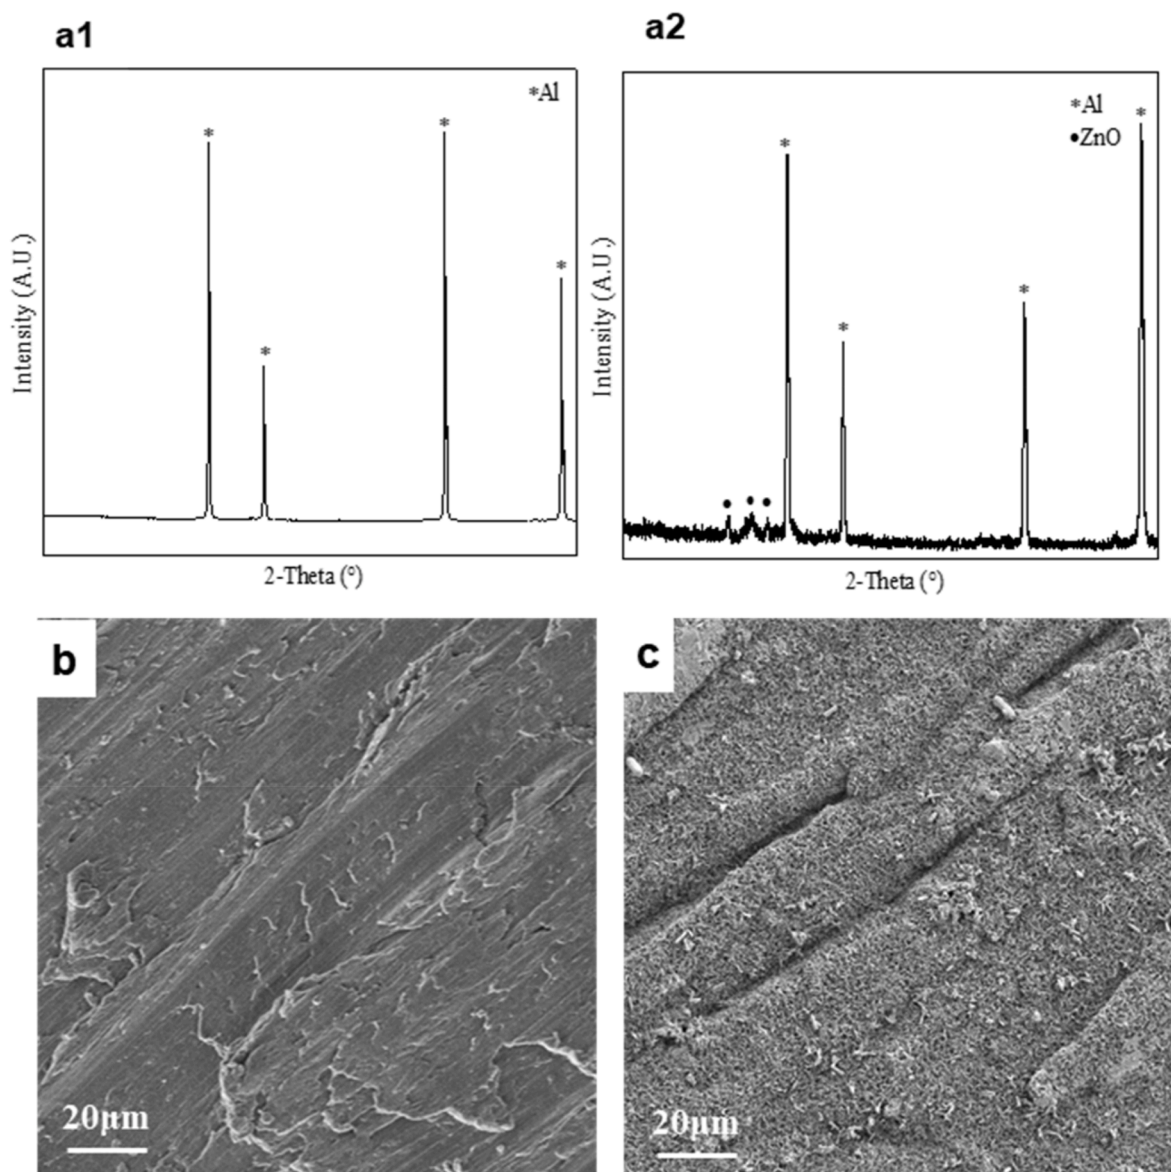 a1
a2
*Al
*Al
•ZnO
Intensity (A.U.)
Intensity (A.U.)
2-Theta (°)
2-Theta (°)
b
c
20μm
20μm